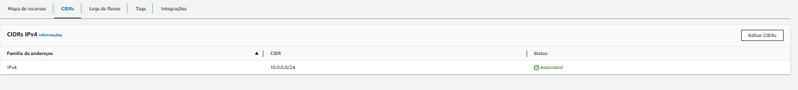 Mapa de recursos CIDRs Logs de fluxos Tags Integrações
CIDRs IPv4 Informações Editar CIDRs
Família de endereços CIDR Status
IPv4 10.0.0.0/24 Associated